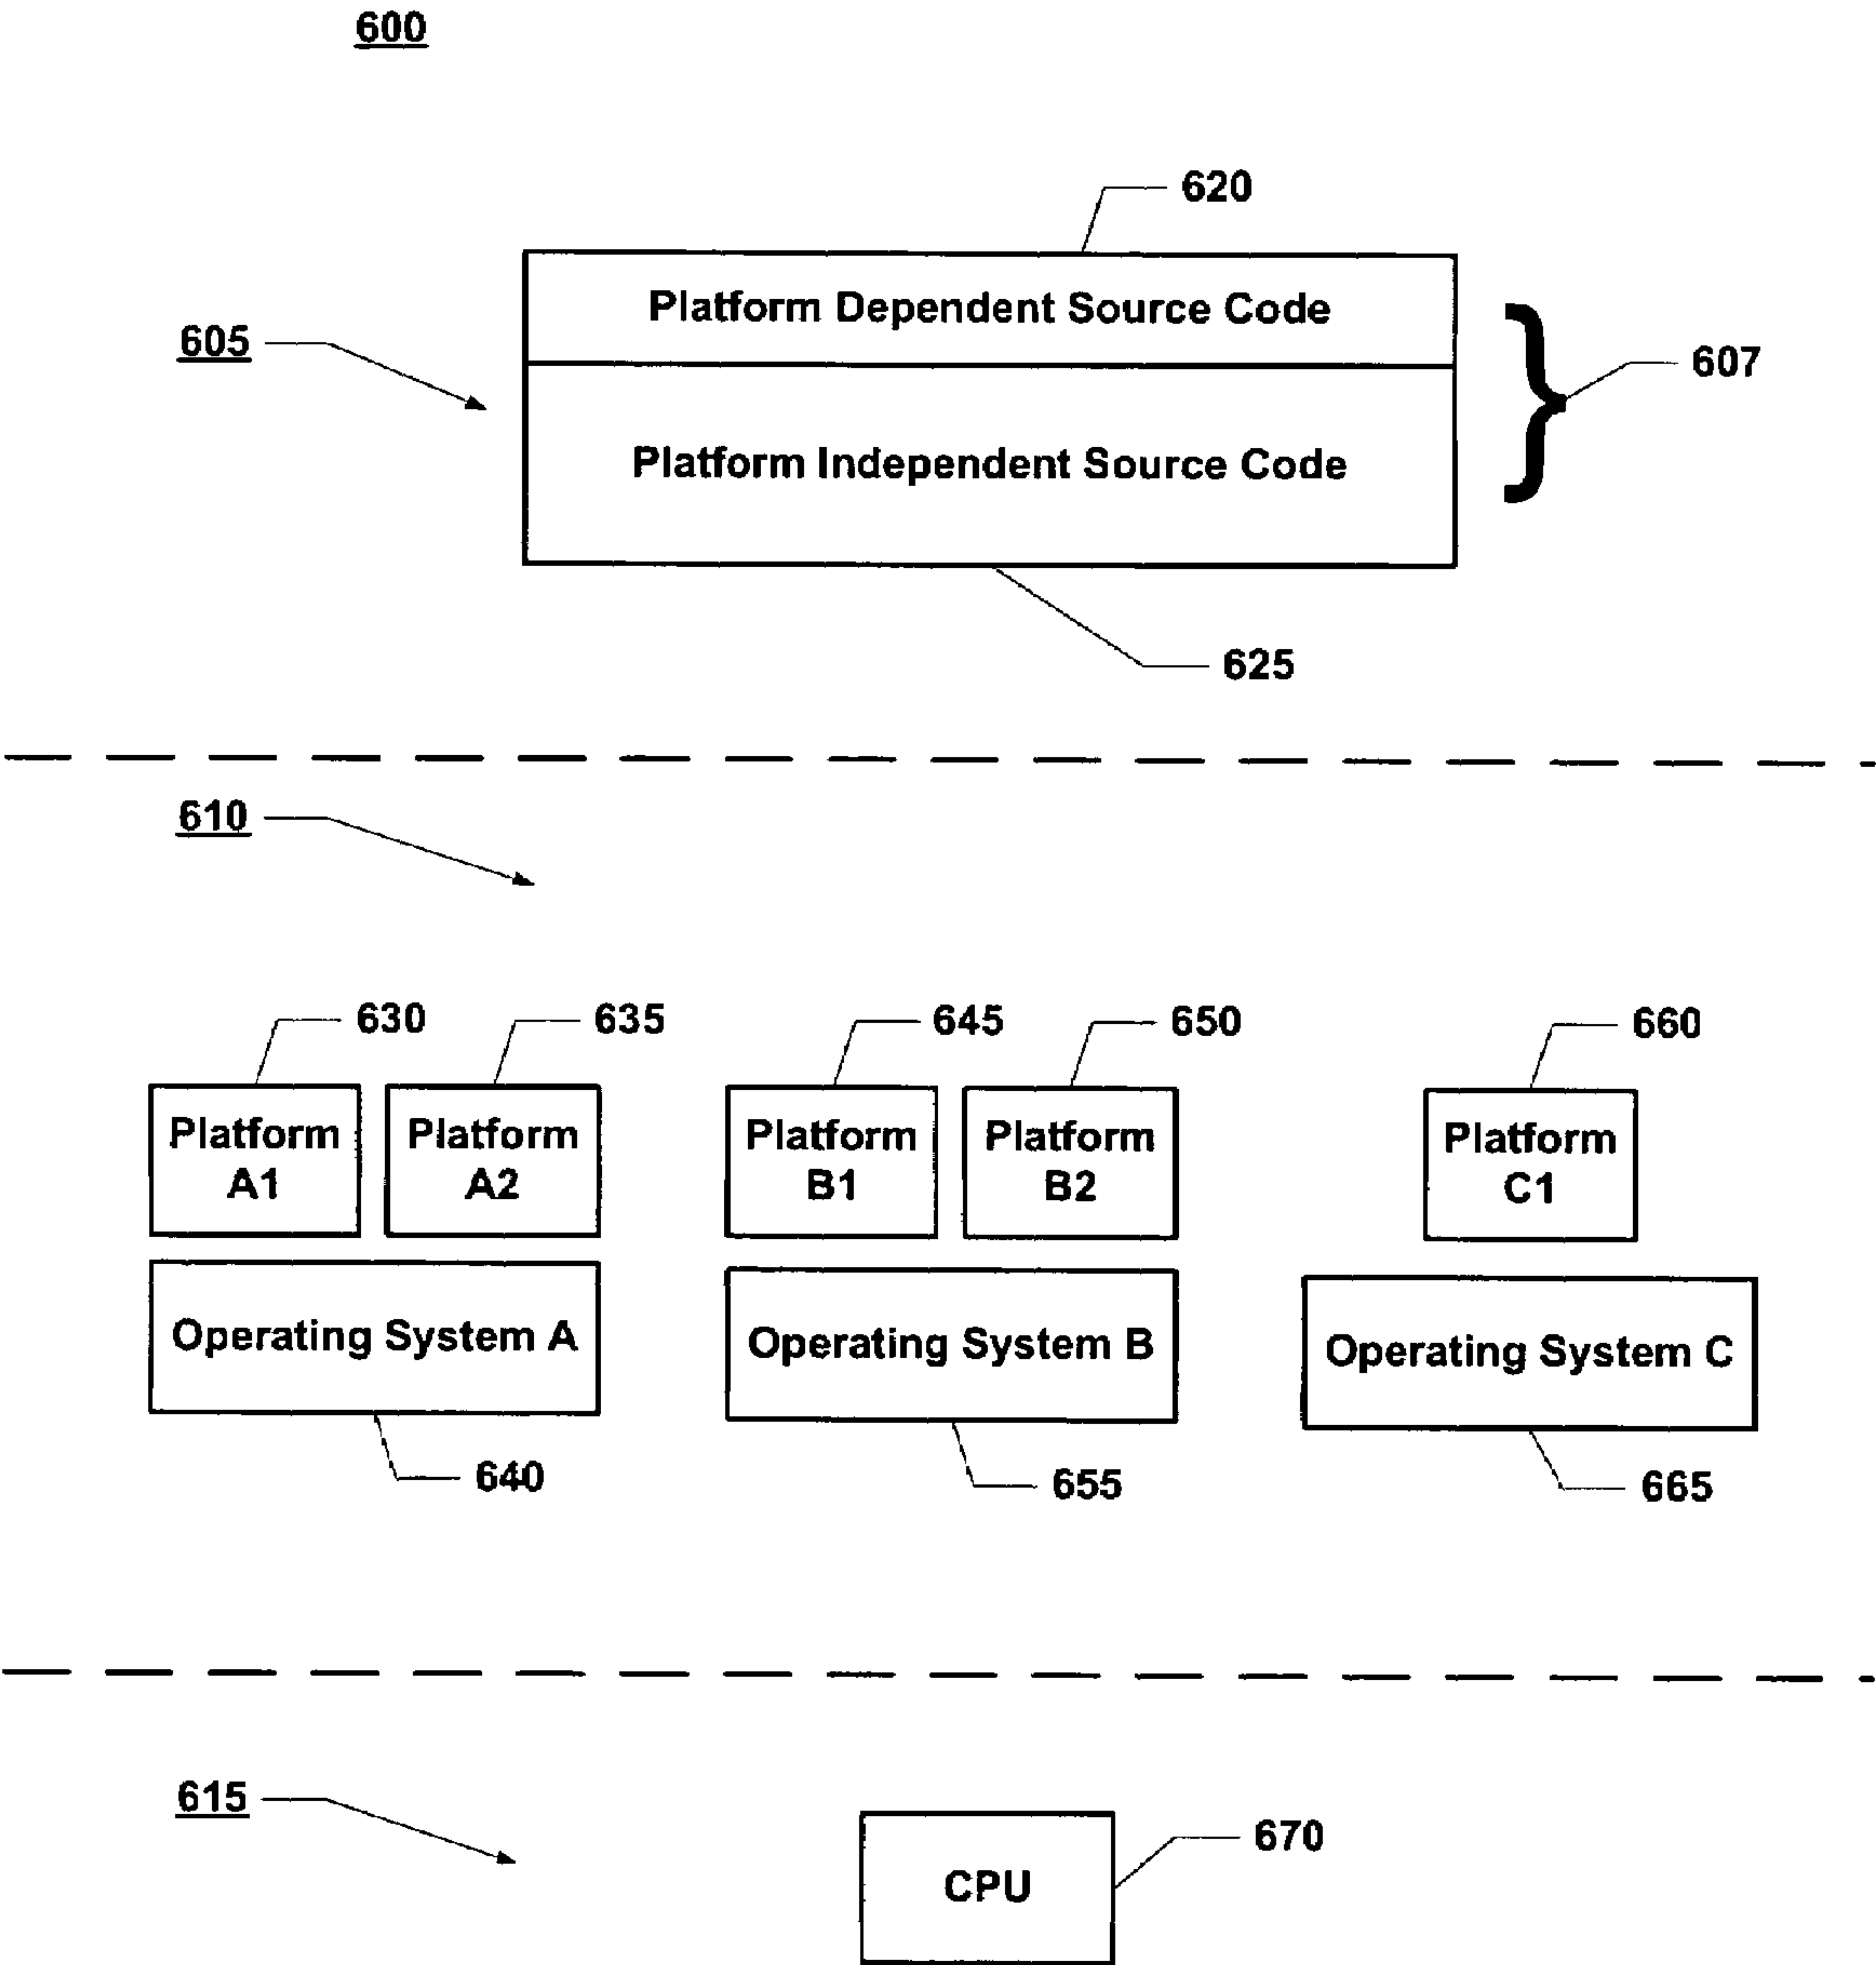 600
620
Platform Dependent Source Code
605
607
Platform Independent Source Code
625
610
630
635
645
650
660
Platform
A1
Platform
A2
Platform
B1
Platform
B2
Platform
C1
Operating System A
Operating System B
Operating System C
640
655
665
615
670
CPU